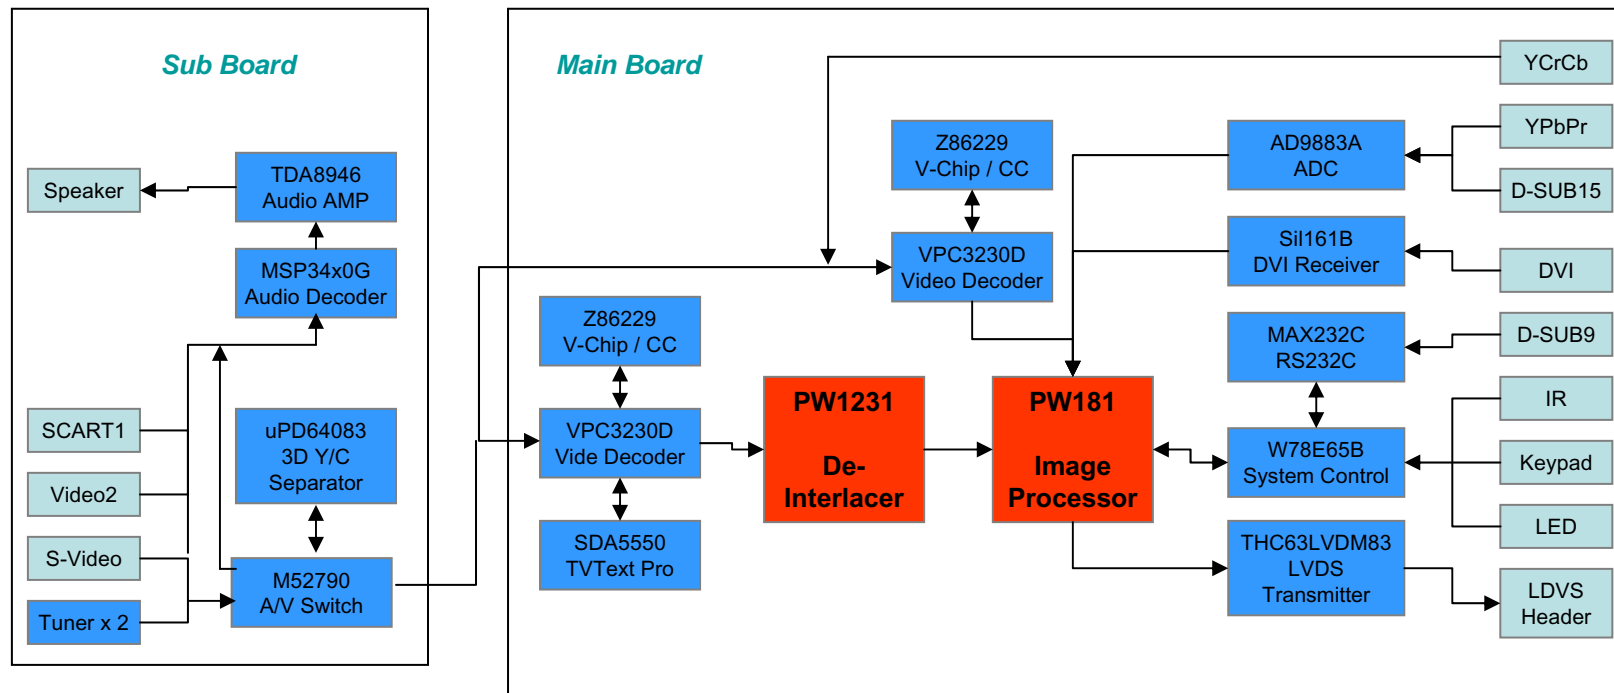 Sub Board
Speaker
TDA8946
Audio AMP
MSP34x0G
Audio Decoder
SCART1
Video2
S-Video
Tuner x 2
uPD64083
3D Y/C
Separator
M52790
A/V Switch
Main Board
Z86229
V-Chip / CC
VPC3230D
Video Decoder
Z86229
V-Chip / CC
VPC3230D
Vide Decoder
SDA5550
TVText Pro
PW1231
De-
Interlacer
PW181
Image
Processor
AD9883A
ADC
SiI161B
DVI Receiver
MAX232C
RS232C
W78E65B
System Control
THC63LVDM83
LVDS
Transmitter
YCrCb
YPbPr
D-SUB15
DVI
D-SUB9
IR
Keypad
LED
LDVS
Header